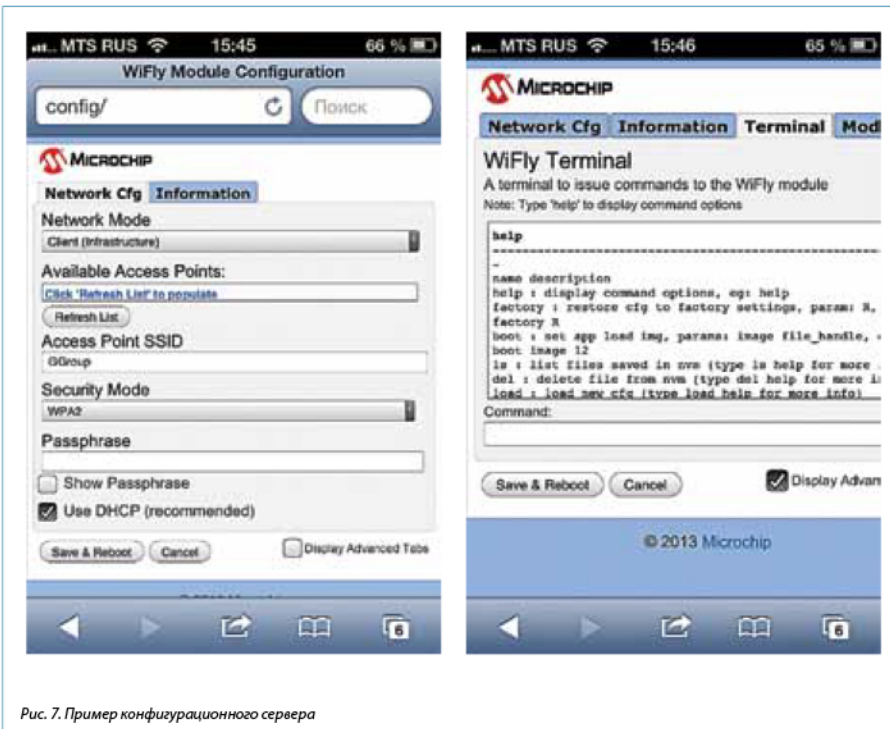 MTS RUS 15:45 66 %
WiFly Module Configuration
config/ Поиск
MICROCHIP
Network Cfg Information
Network Mode
Client (Infrastructure)
Available Access Points:
Click 'Refresh List' to populate
Refresh List
Access Point SSID
GGroup
Security Mode
WPA2
Passphrase
Show Passphrase
Use DHCP (recommended)
Save & Reboot Cancel Display Advanced Tabs
6
MTS RUS 15:46 65 %
MICROCHIP
Network Cfg Information Terminal Mod
WiFly Terminal
A terminal to issue commands to the WiFly module
Note: Type 'help' to display command options
help
name description
help : display command options, eg: help
factory : restore cfg to factory settings, param: R,
factory R
boot : set app load img, params: image file_handle,
boot image 12
ls : list files saved in nvm (type ls help for more
del : delete file from nvm (type del help for more i
load : load new cfg (type load help for more info)
Command:
Save & Reboot Cancel Display Advan
© 2013 Microchip
6
Рис. 7. Пример конфигурационного сервера